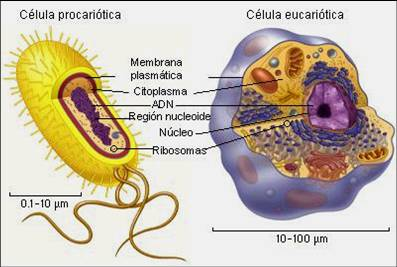 Célula procariótica
Célula eucariótica
Membrana
plasmática
Citoplasma
ADN
Región nucleoide
Núcleo
Ribosomas
0.1–10 µm
10-100 µm